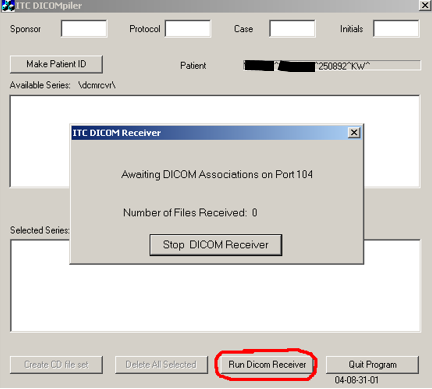 ITC DICOMpiler
Sponsor Protocol Case Initials
Make Patient ID Patient ^250892^KW^
Available Series: \dcmrcvr\
ITC DICOM Receiver
Awaiting DICOM Associations on Port 104
Number of Files Received: 0
Stop DICOM Receiver
Selected Series:
Create CD file set Delete All Selected Run Dicom Receiver Quit Program
04-08-31-01